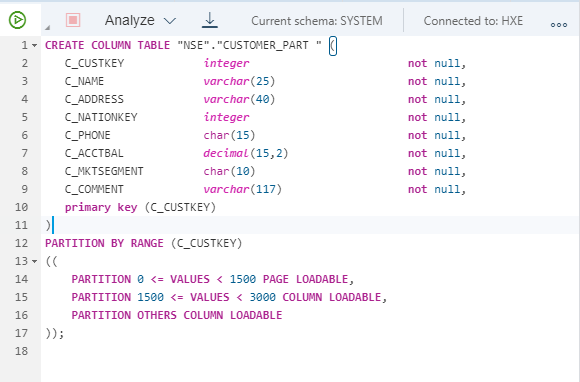 Analyze Current schema: SYSTEM Connected to: HXE
1 CREATE COLUMN TABLE "NSE"."CUSTOMER_PART " (
2 C_CUSTKEY integer not null,
3 C_NAME varchar(25) not null,
4 C_ADDRESS varchar(40) not null,
5 C_NATIONKEY integer not null,
6 C_PHONE char(15) not null,
7 C_ACCTBAL decimal(15,2) not null,
8 C_MKTSEGMENT char(10) not null,
9 C_COMMENT varchar(117) not null,
10 primary key (C_CUSTKEY)
11 )
12 PARTITION BY RANGE (C_CUSTKEY)
13 ((
14 PARTITION 0 <= VALUES < 1500 PAGE LOADABLE,
15 PARTITION 1500 <= VALUES < 3000 COLUMN LOADABLE,
16 PARTITION OTHERS COLUMN LOADABLE
17 ));
18